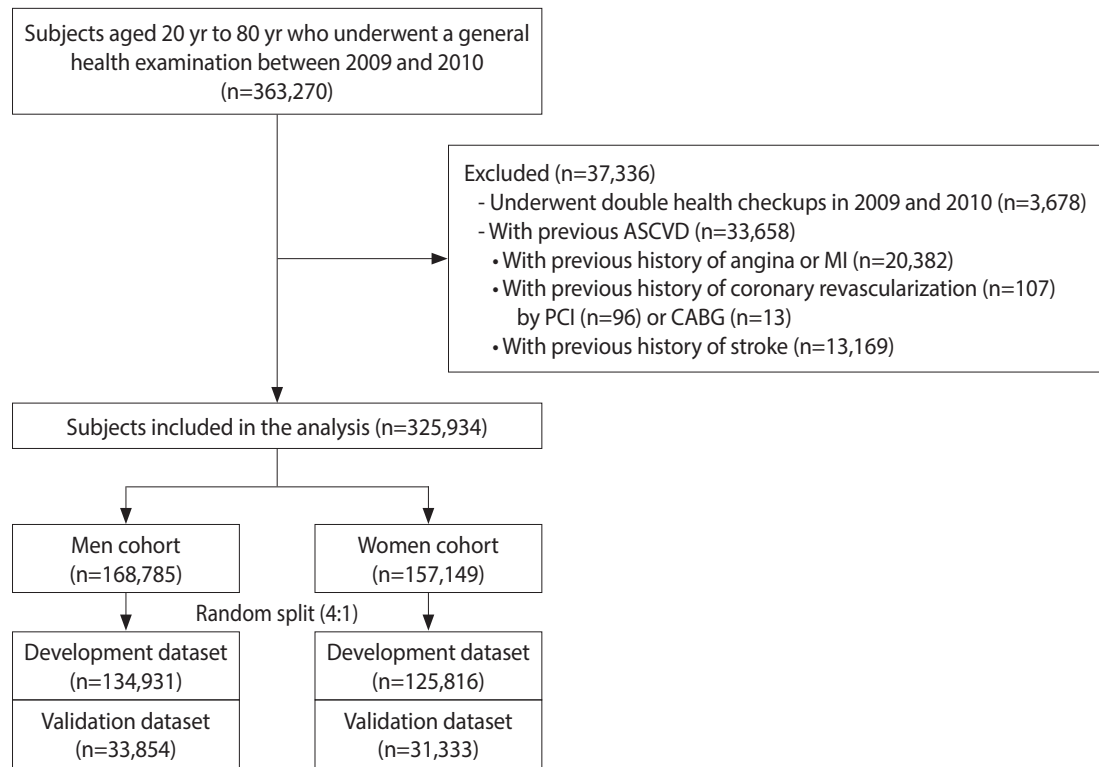 Subjects aged 20 yr to 80 yr who underwent a general
health examination between 2009 and 2010
(n=363,270)
Excluded (n=37,336)
- Underwent double health checkups in 2009 and 2010 (n=3,678)
- With previous ASCVD (n=33,658)
• With previous history of angina or MI (n=20,382)
• With previous history of coronary revascularization (n=107)
by PCI (n=96) or CABG (n=13)
• With previous history of stroke (n=13,169)
Subjects included in the analysis (n=325,934)
Men cohort
(n=168,785)
Women cohort
(n=157,149)
Random split (4:1)
Development dataset
(n=134,931)
Validation dataset
(n=33,854)
Development dataset
(n=125,816)
Validation dataset
(n=31,333)